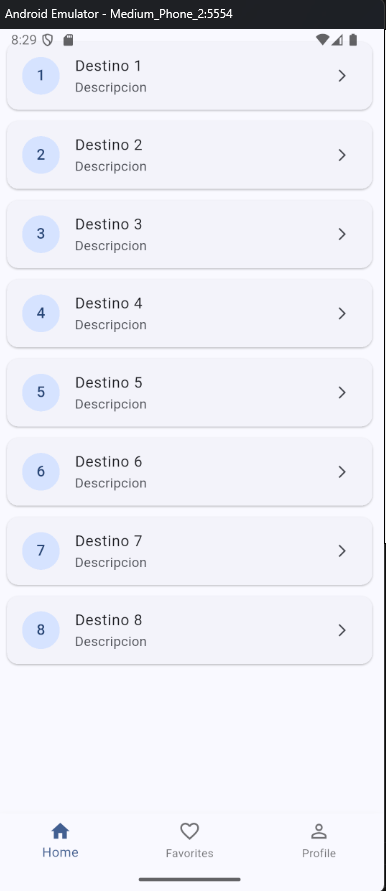 Android Emulator - Medium_Phone_2:5554
8:29
1
Destino 1
Descripcion
2
Destino 2
Descripcion
3
Destino 3
Descripcion
4
Destino 4
Descripcion
5
Destino 5
Descripcion
6
Destino 6
Descripcion
7
Destino 7
Descripcion
8
Destino 8
Descripcion
Home
Favorites
Profile